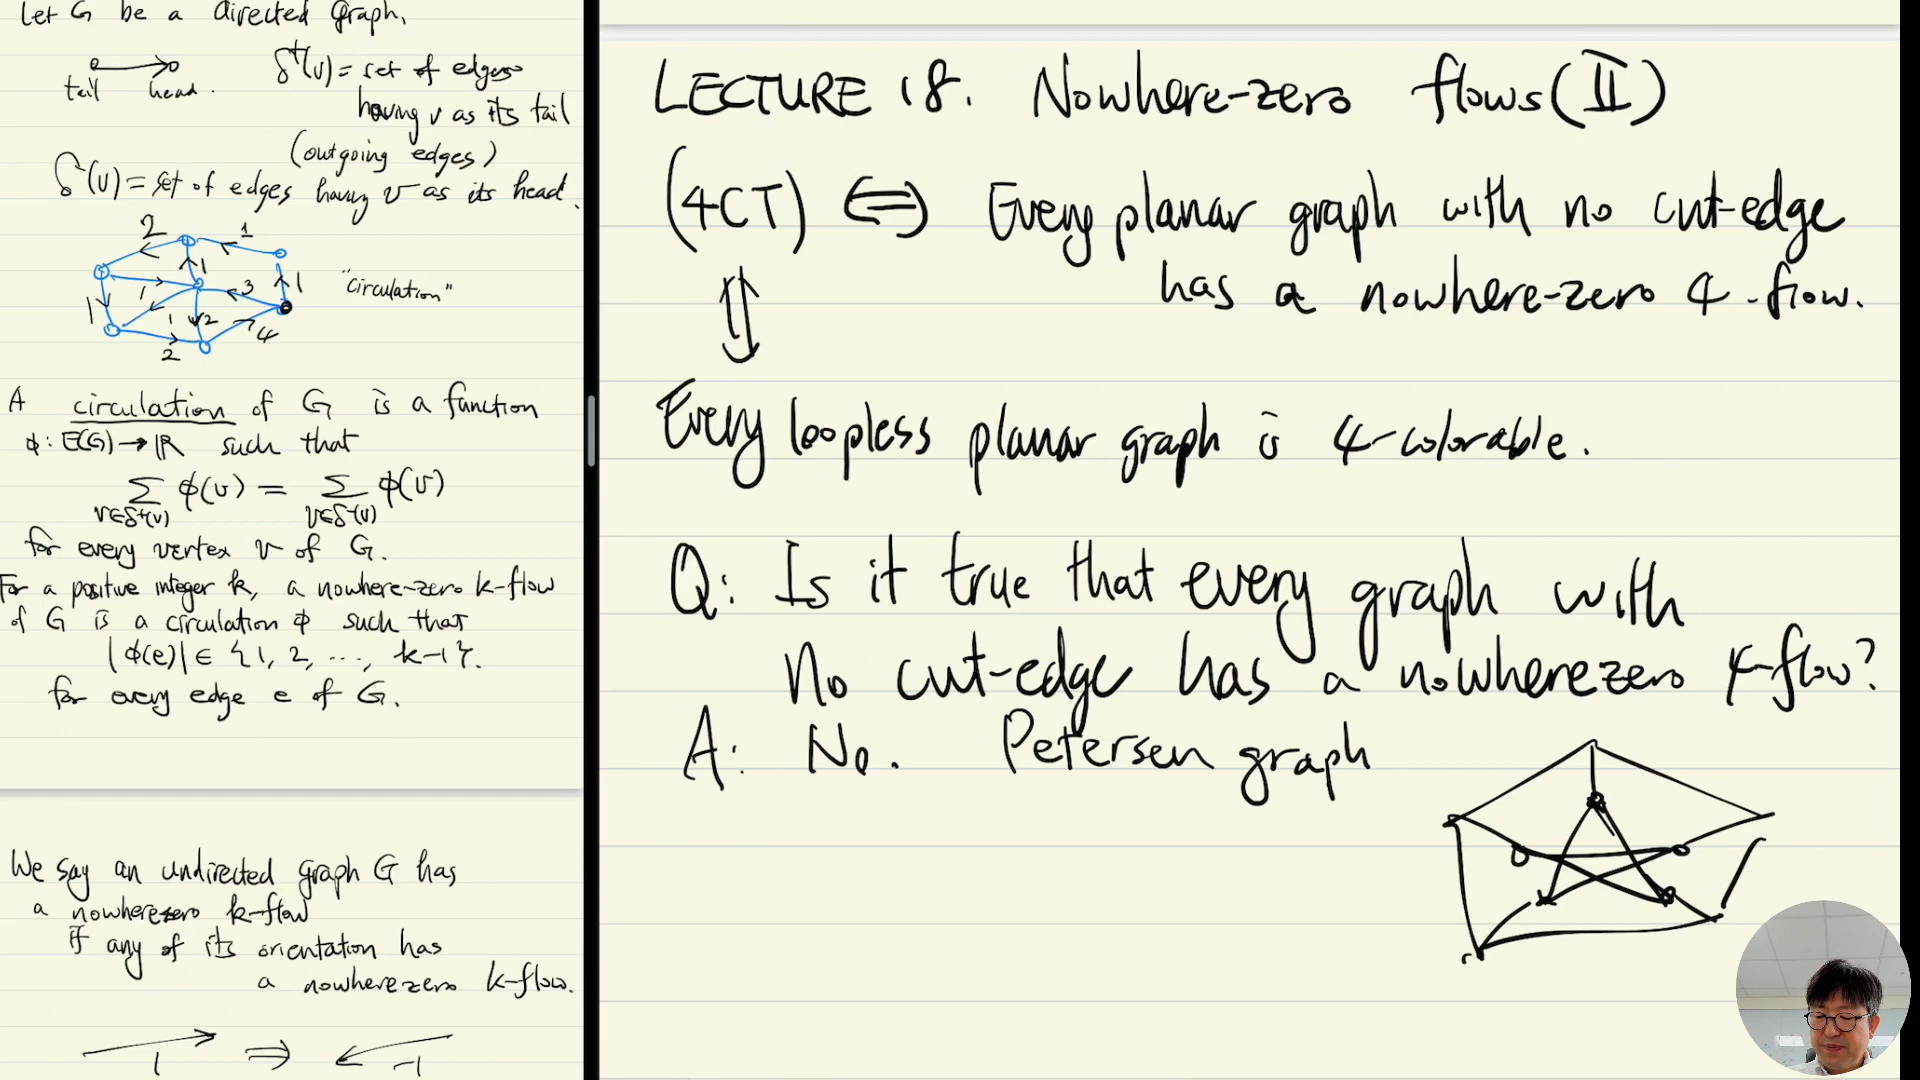 Let G be a directed graph,
tail head.
δ⁺(v) = set of edges
having v as its tail
(outgoing edges)
δ⁻(v) = set of edges having v as its head.
2 1
1 1
1 3 "circulation"
1 1 2 4
2
A circulation of G is a function
φ: E(G) → ℝ such that
∑ φ(v) = ∑ φ(v)
v∈δ⁺(v) v∈δ⁻(v)
for every vertex v of G.
For a positive integer k, a nowhere-zero k-flow
of G is a circulation φ such that
|φ(e)| ∈ {1, 2, ..., k-1}.
for every edge e of G.
We say an undirected graph G has
a nowherezero k-flow
if any of its orientation has
a nowherezero k-flow.
1 ⇒ -1
LECTURE 18. Nowhere-zero flows (II)
(4CT) ⇔ Every planar graph with no cut-edge
has a nowhere-zero 4-flow.
⇕
Every loopless planar graph is 4-colorable.
Q: Is it true that every graph with
no cut-edge has a nowherezero 4-flow?
A: No. Petersen graph